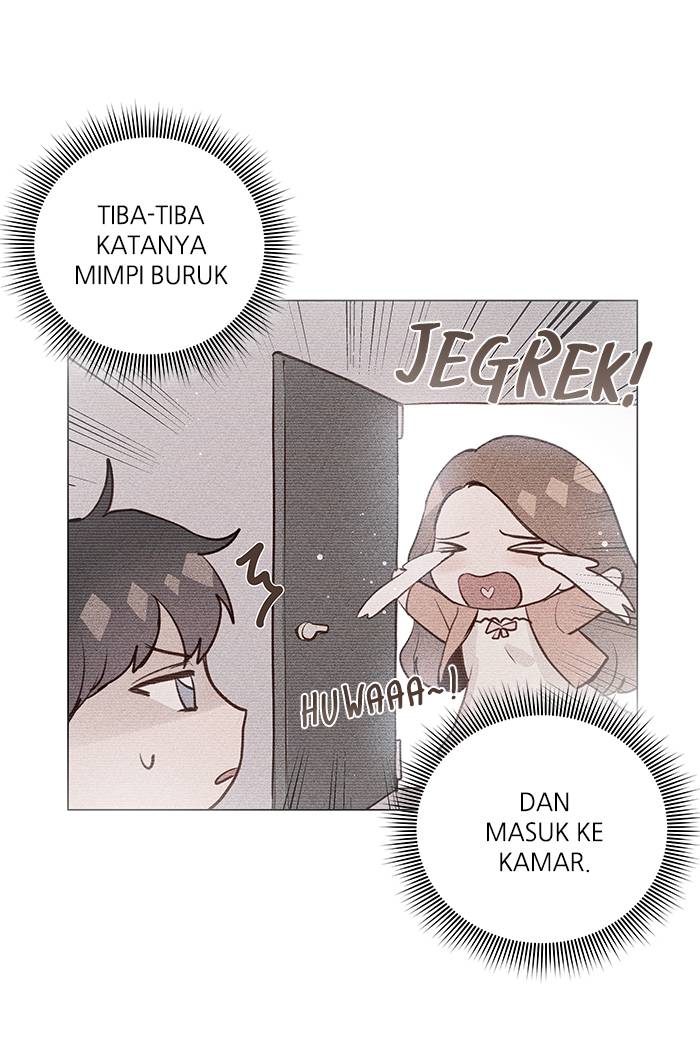 TIBA-TIBA
KATANYA
MIMPI BURUK
JEGREK!
HUWAAA~!
DAN
MASUK KE
KAMAR.